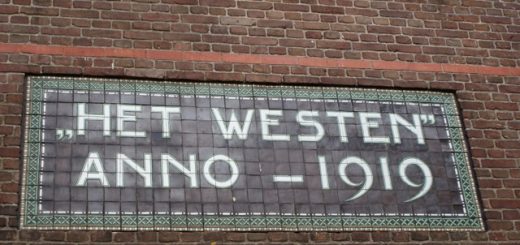 „HET WESTEN”
ANNO – 1919